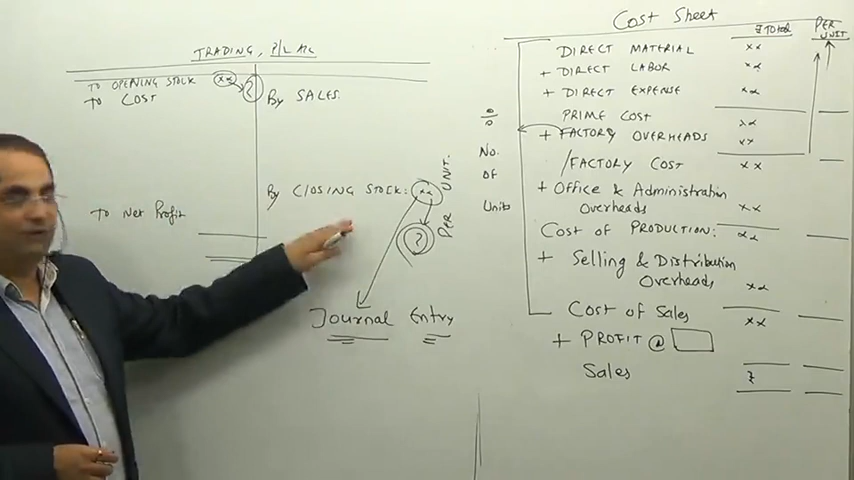 TRADING, P/L A/C
TO OPENING STOCK xx ?
TO COST
By SALES.
By CLOSING STOCK: xx
To Net Profit
? PER UNIT.
Journal Entry
÷
No.
OF
Units
Cost Sheet
₹ Total PER UNIT
DIRECT MATERIAL xx
+ DIRECT LABOR xx
+ DIRECT EXPENSE xx
PRIME COST xx
+ FACTORY OVERHEADS xx
/FACTORY COST xx
+ Office & Administration
Overheads xx
Cost of PRODUCTION: xx
+ Selling & Distribution
Overheads xx
Cost of Sales xx
+ PROFIT @
Sales ₹